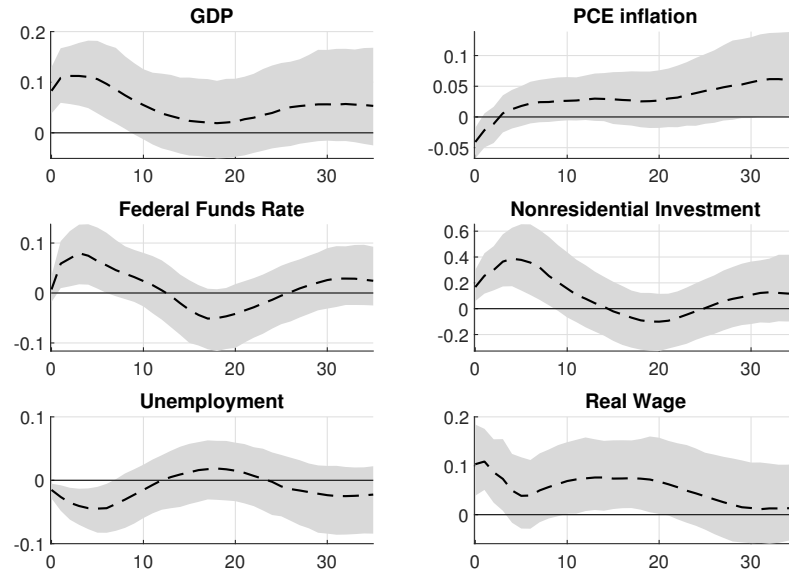 GDP
0.2
0.1
0
0 10 20 30
PCE inflation
0.1
0.05
0
-0.05
0 10 20 30
Federal Funds Rate
0.1
0
-0.1
0 10 20 30
Nonresidential Investment
0.6
0.4
0.2
0
-0.2
0 10 20 30
Unemployment
0.1
0
-0.1
0 10 20 30
Real Wage
0.2
0.1
0
0 10 20 30